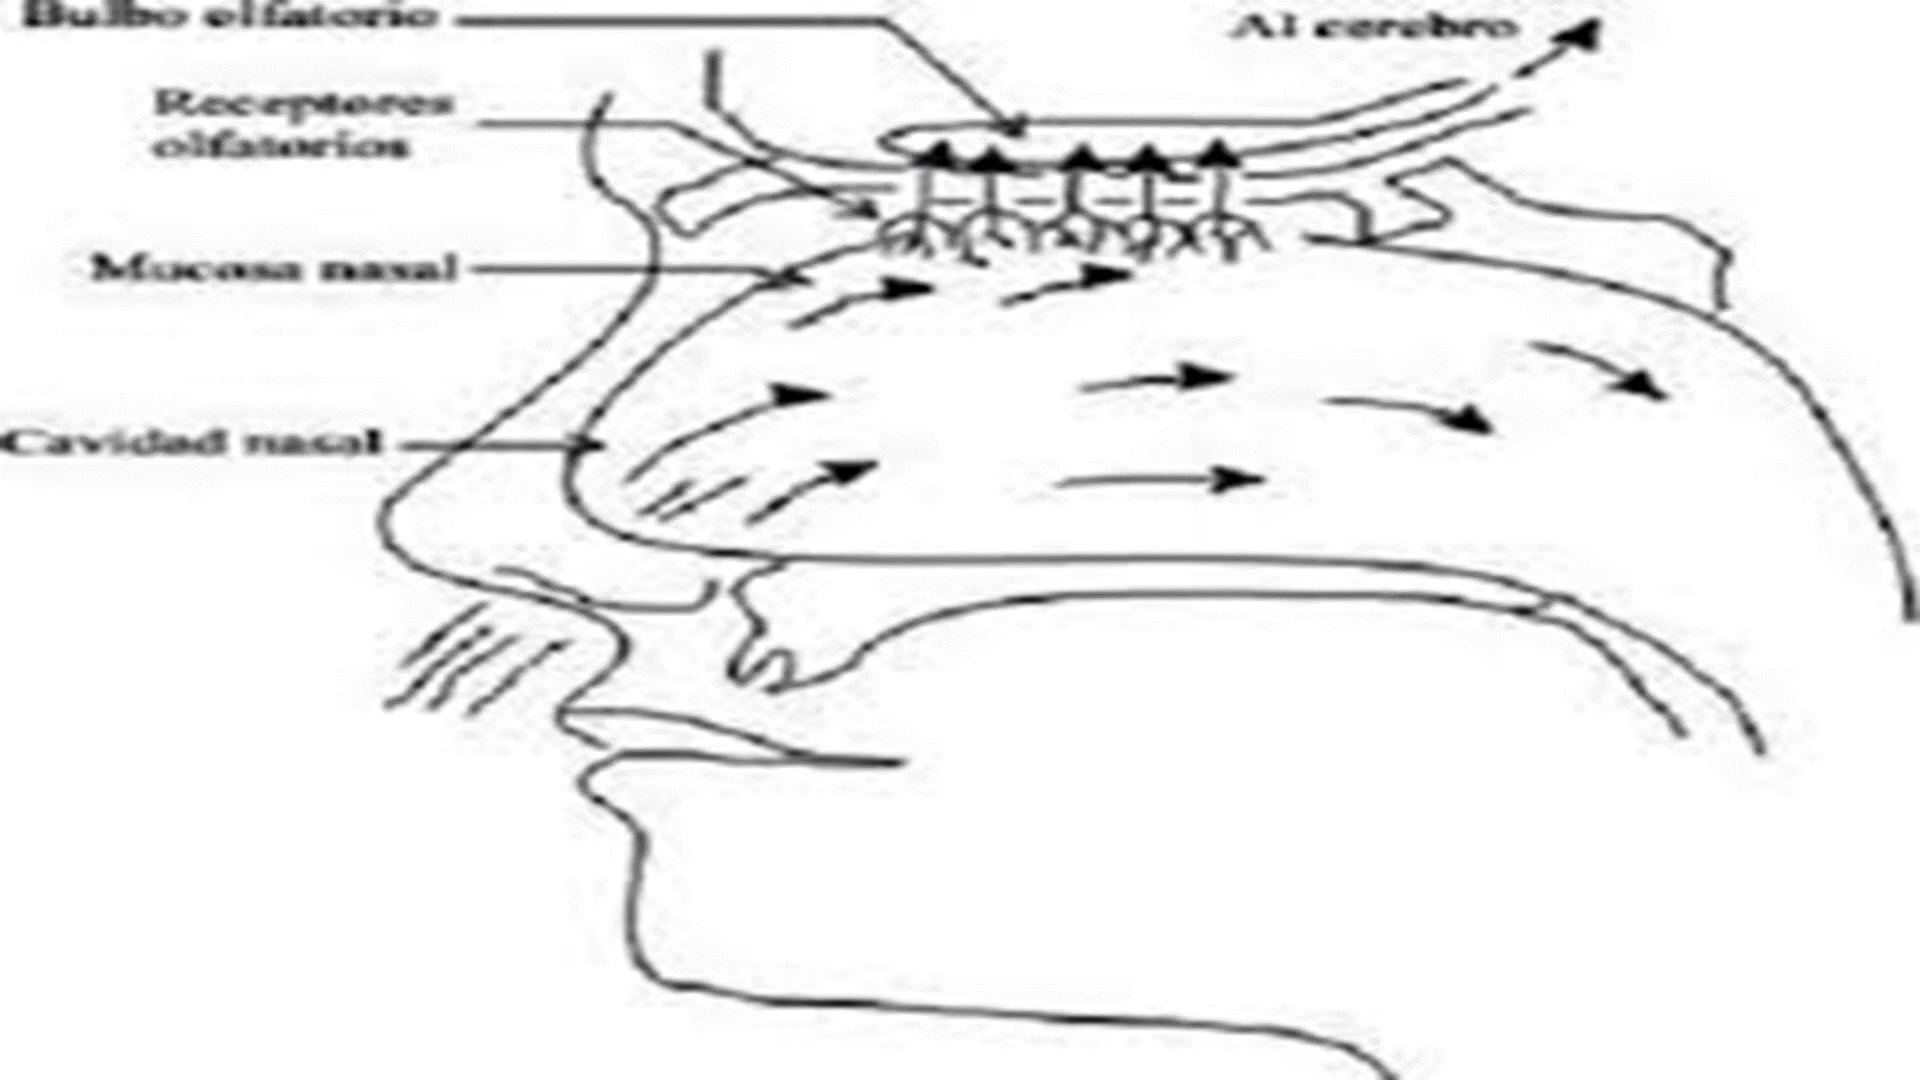 Bulbo olfatorio
Al cerebro
Receptores
olfatorios
Mucosa nasal
Cavidad nasal